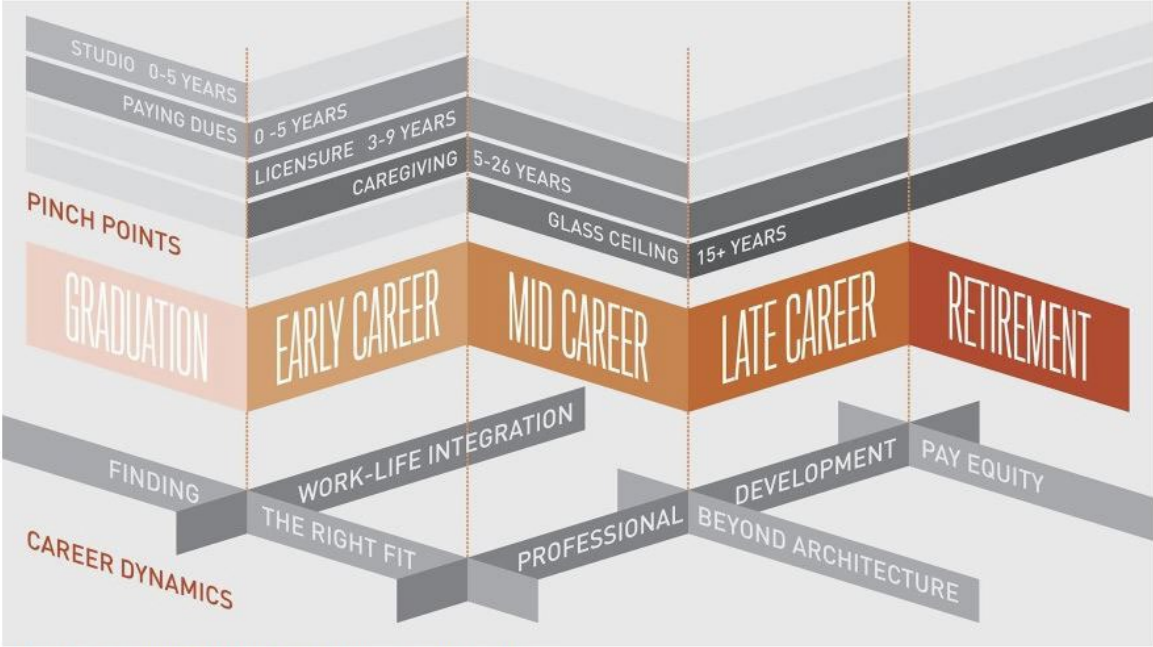 STUDIO 0-5 YEARS
PAYING DUES 0-5 YEARS
LICENSURE 3-9 YEARS
CAREGIVING 5-26 YEARS
GLASS CEILING 15+ YEARS
PINCH POINTS
GRADUATION
EARLY CAREER
MID CAREER
LATE CAREER
RETIREMENT
FINDING THE RIGHT FIT
WORK-LIFE INTEGRATION
PROFESSIONAL DEVELOPMENT
BEYOND ARCHITECTURE
PAY EQUITY
CAREER DYNAMICS